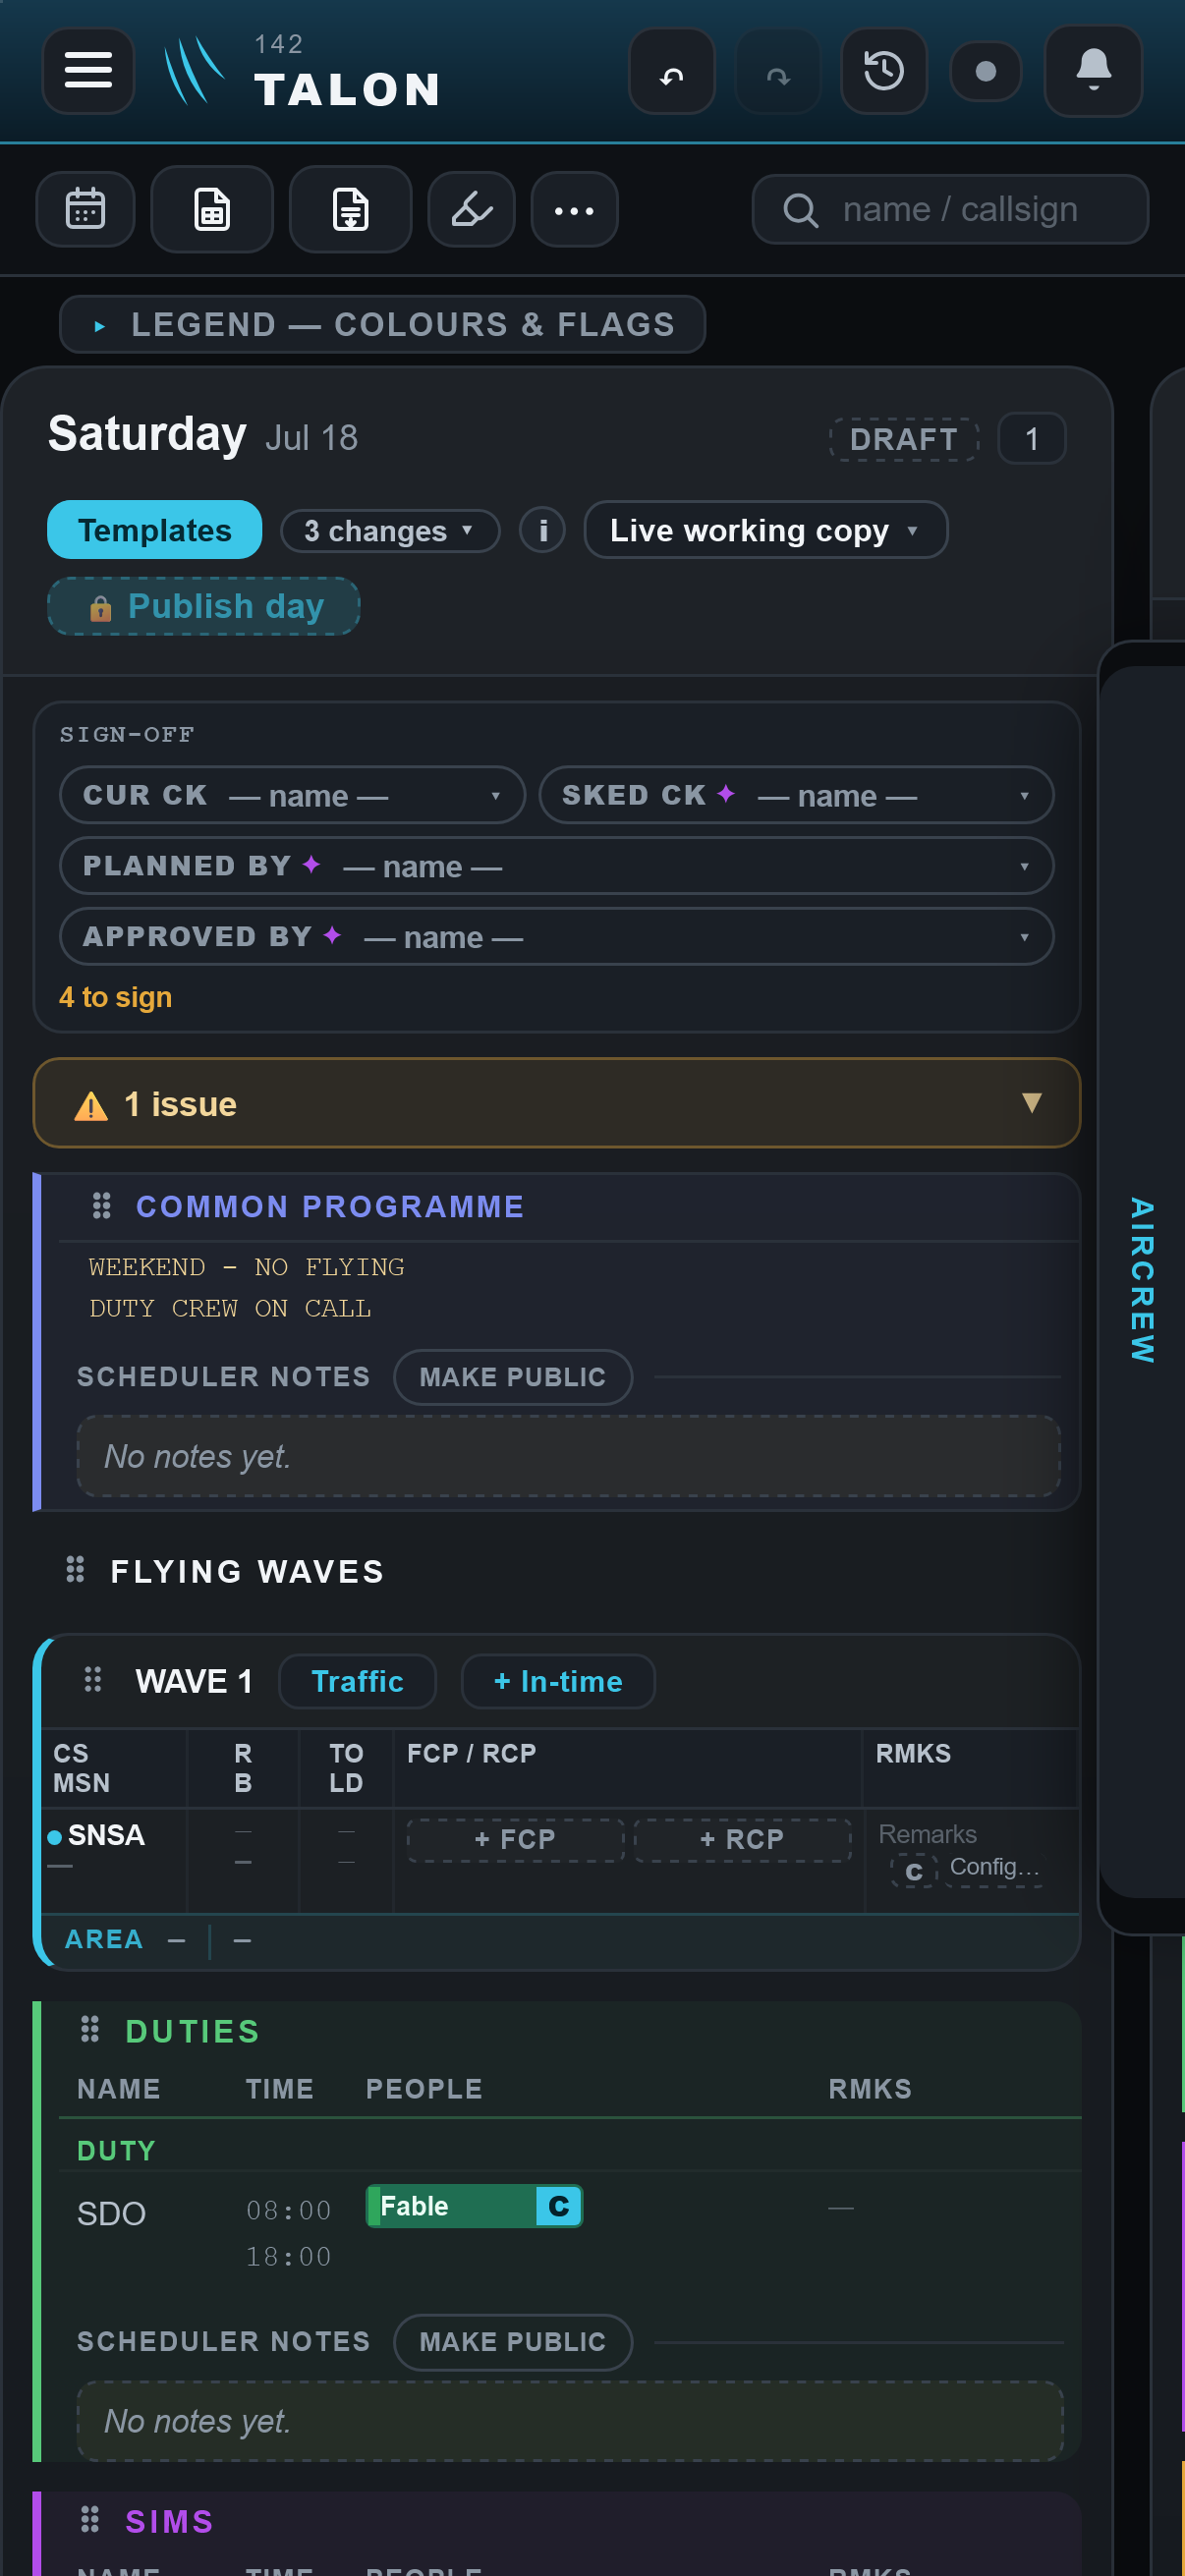 142
TALON
name / callsign
LEGEND — COLOURS & FLAGS
Saturday Jul 18 DRAFT 1
Templates 3 changes i Live working copy
Publish day
SIGN-OFF
CUR CK — name — SKED CK — name —
PLANNED BY — name —
APPROVED BY — name —
4 to sign
1 issue
COMMON PROGRAMME
WEEKEND – NO FLYING
DUTY CREW ON CALL
SCHEDULER NOTES MAKE PUBLIC
No notes yet.
AIRCREW
FLYING WAVES
WAVE 1 Traffic + In-time
CS R TO FCP / RCP RMKS
MSN B LD
SNSA — — + FCP + RCP Remarks
— — — C Config…
AREA – –
DUTIES
NAME TIME PEOPLE RMKS
DUTY
SDO 08:00 Fable C —
18:00
SCHEDULER NOTES MAKE PUBLIC
No notes yet.
SIMS
NAME TIME PEOPLE RMKS